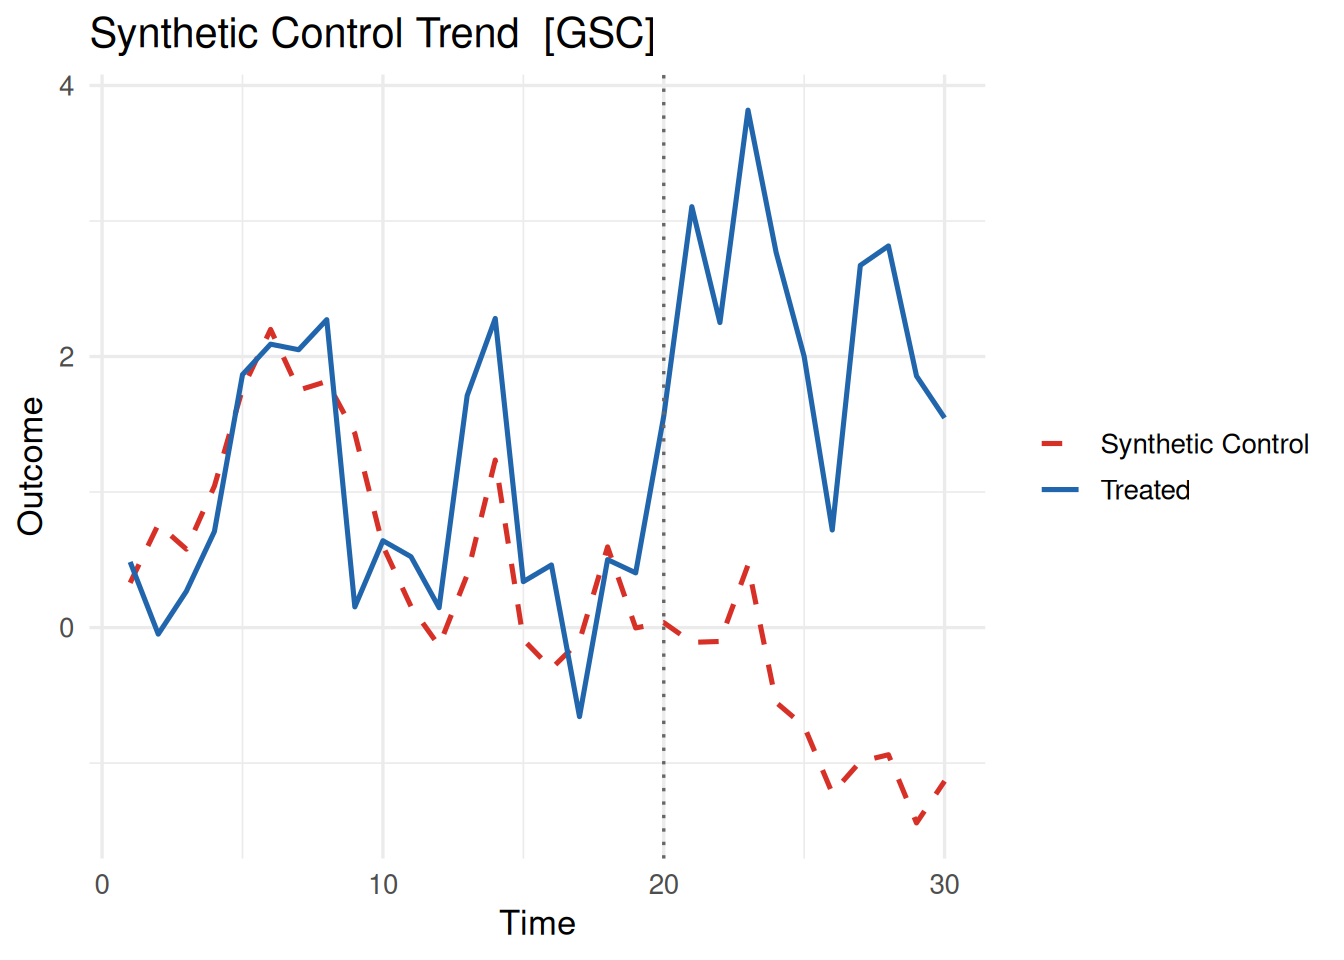 Synthetic Control Trend  [GSC]
4
2
0
Outcome
0 10 20 30
Time
Synthetic Control
Treated